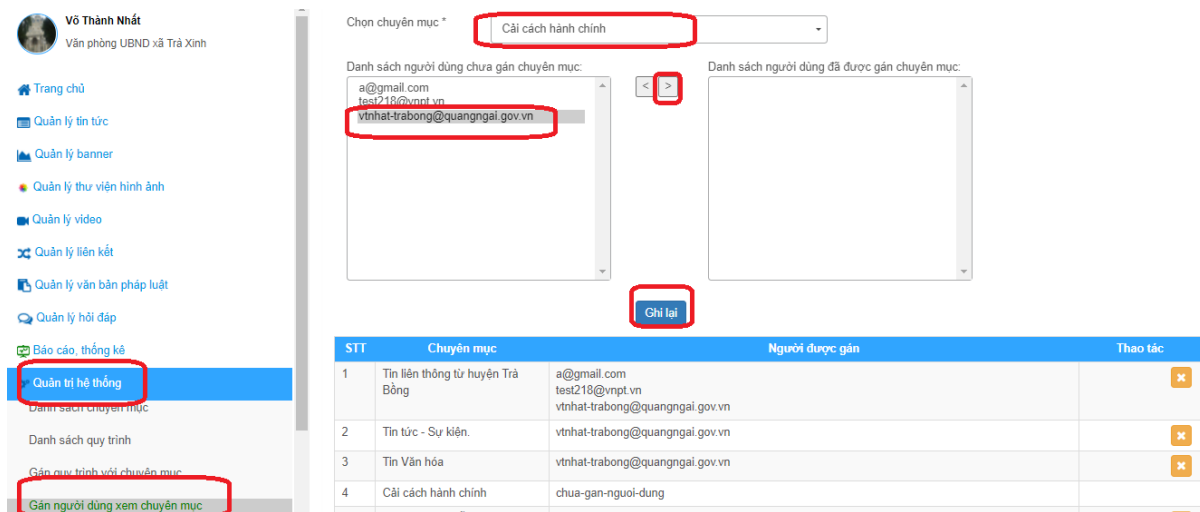 Võ Thành Nhất
Văn phòng UBND xã Trà Xinh
Trang chủ
Quản lý tin tức
Quản lý banner
Quản lý thư viện hình ảnh
Quản lý video
Quản lý liên kết
Quản lý văn bản pháp luật
Quản lý hỏi đáp
Báo cáo, thống kê
Quản trị hệ thống
Danh sách chuyên mục
Danh sách quy trình
Gán quy trình với chuyên mục
Gán người dùng xem chuyên mục
Chọn chuyên mục *
Cải cách hành chính
Danh sách người dùng chưa gán chuyên mục:
a@gmail.com
test218@vnpt.vn
vtnhat-trabong@quangngai.gov.vn
< >
Danh sách người dùng đã được gán chuyên mục:
Ghi lại
STT Chuyên mục Người được gán Thao tác
1 Tin liên thông từ huyện Trà Bồng
a@gmail.com
test218@vnpt.vn
vtnhat-trabong@quangngai.gov.vn
2 Tin tức - Sự kiện. vtnhat-trabong@quangngai.gov.vn
3 Tin Văn hóa vtnhat-trabong@quangngai.gov.vn
4 Cải cách hành chính chua-gan-nguoi-dung